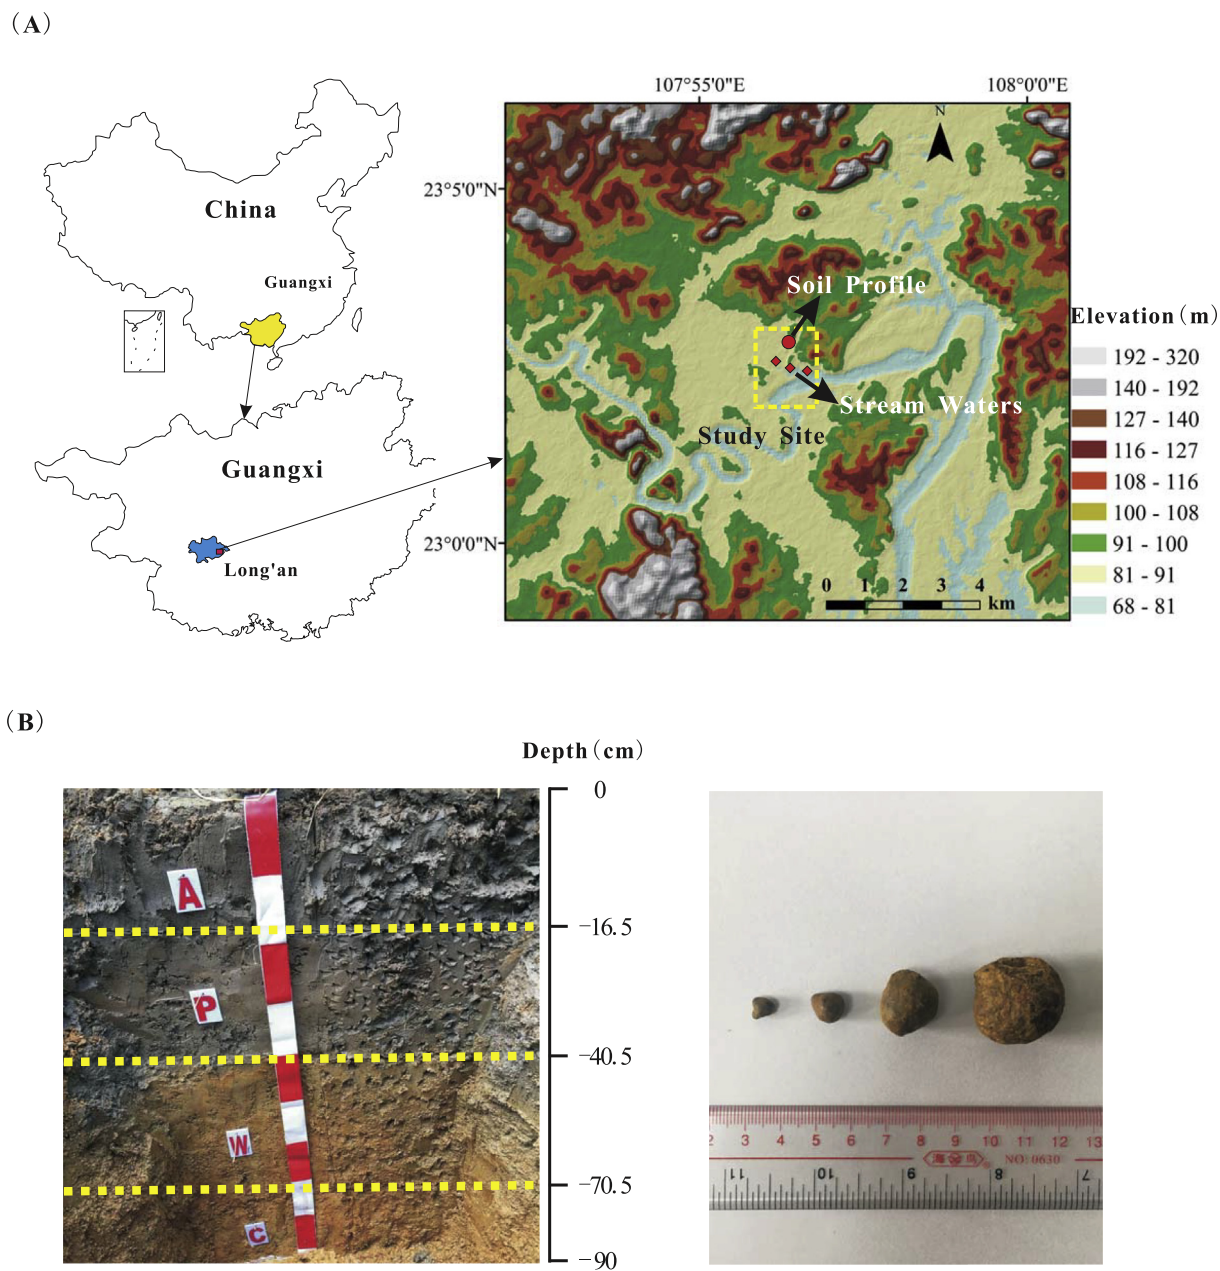 (A)
107°55'0"E
108°0'0"E
N
23°5'0"N
China
Guangxi
Soil Profile
Elevation (m)
192 - 320
140 - 192
127 - 140
116 - 127
108 - 116
100 - 108
91 - 100
81 - 91
68 - 81
Stream Waters
Study Site
Guangxi
23°0'0"N
Long'an
0 1 2 3 4
km
(B)
Depth (cm)
0
A
-16.5
P
-40.5
W
-70.5
C
-90
2 3 4 5 6 7 8 9 10 11 12 13
NO: 0630
11 10 9 8 7